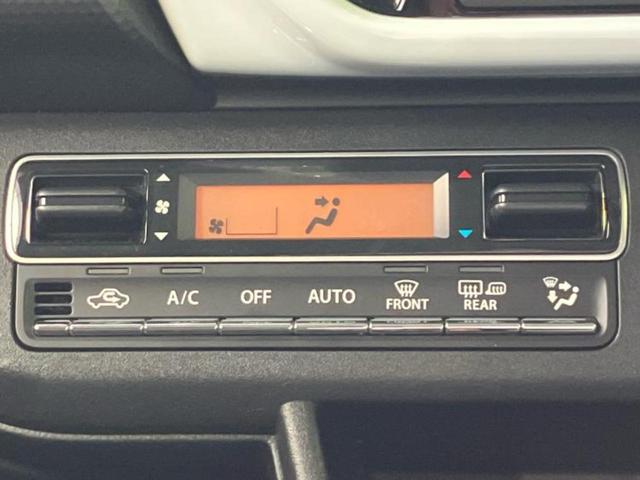 A/C OFF AUTO FRONT REAR